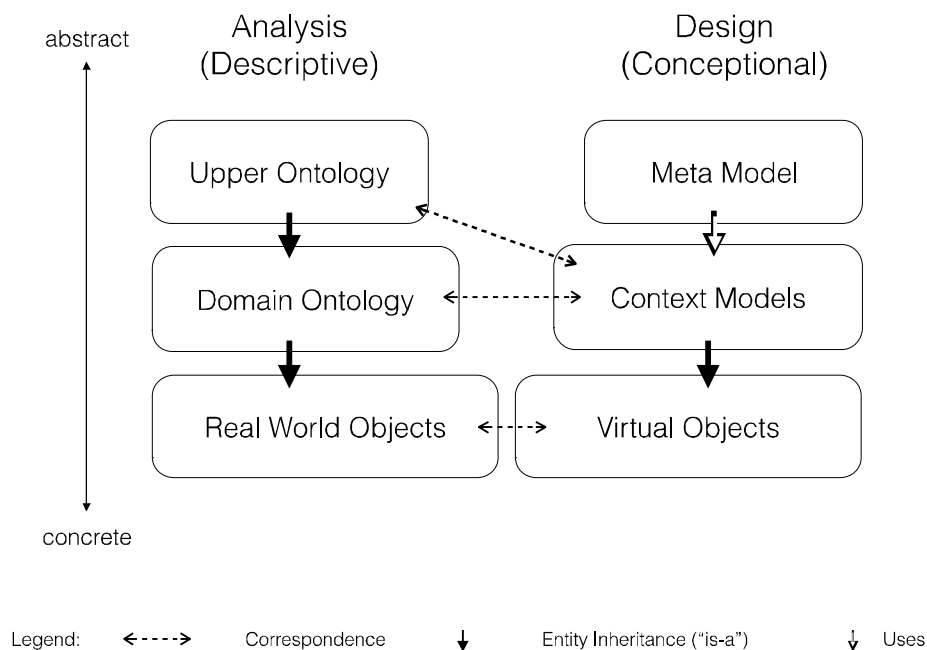 abstract
Analysis
(Descriptive)
Design
(Conceptional)
Upper Ontology
Meta Model
Domain Ontology
Context Models
Real World Objects
Virtual Objects
concrete
Legend: Correspondence Entity Inheritance ("is-a") Uses